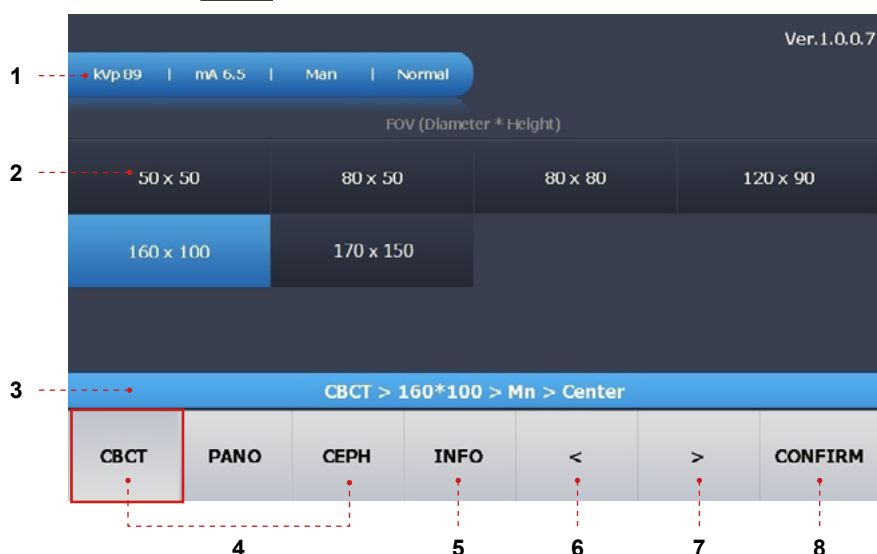 Ver.1.0.0.7
1
kVp 89 | mA 6.5 | Man | Normal
FOV (Diameter * Height)
2
50 x 50 80 x 50 80 x 80 120 x 90
160 x 100 170 x 150
3
CBCT > 160*100 > Mn > Center
CBCT PANO CEPH INFO < > CONFIRM
4 5 6 7 8